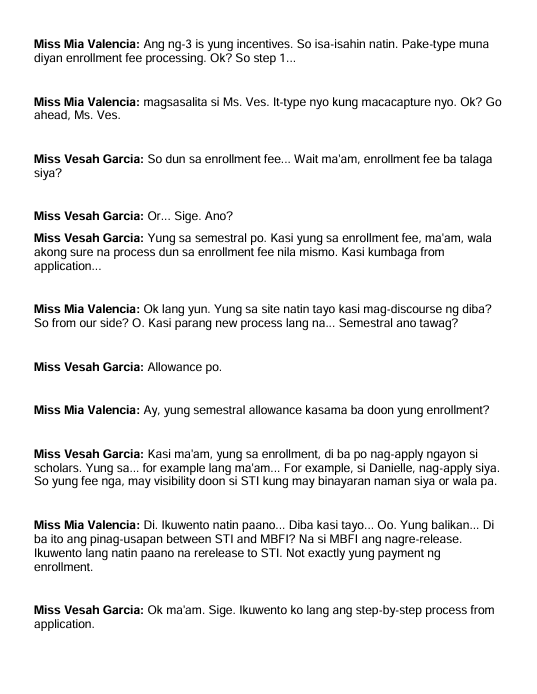 Miss Mia Valencia: Ang ng-3 is yung incentives. So isa-isahin natin. Pake-type muna
diyan enrollment fee processing. Ok? So step 1...
Miss Mia Valencia: magsasalita si Ms. Ves. It-type nyo kung macacapture nyo. Ok? Go
ahead, Ms. Ves.
Miss Vesah Garcia: So dun sa enrollment fee... Wait ma'am, enrollment fee ba talaga
siya?
Miss Vesah Garcia: Or... Sige. Ano?
Miss Vesah Garcia: Yung sa semestral po. Kasi yung sa enrollment fee, ma'am, wala
akong sure na process dun sa enrollment fee nila mismo. Kasi kumbaga from
application...
Miss Mia Valencia: Ok lang yun. Yung sa site natin tayo kasi mag-discourse ng diba?
So from our side? O. Kasi parang new process lang na... Semestral ano tawag?
Miss Vesah Garcia: Allowance po.
Miss Mia Valencia: Ay, yung semestral allowance kasama ba doon yung enrollment?
Miss Vesah Garcia: Kasi ma'am, yung sa enrollment, di ba po nag-apply ngayon si
scholars. Yung sa... for example lang ma'am... For example, si Danielle, nag-apply siya.
So yung fee nga, may visibility doon si STI kung may binayaran naman siya or wala pa.
Miss Mia Valencia: Di. Ikuwento natin paano... Diba kasi tayo... Oo. Yung balikan... Di
ba ito ang pinag-usapan between STI and MBFI? Na si MBFI ang nagre-release.
Ikuwento lang natin paano na rerelease to STI. Not exactly yung payment ng
enrollment.
Miss Vesah Garcia: Ok ma'am. Sige. Ikuwento ko lang ang step-by-step process from
application.